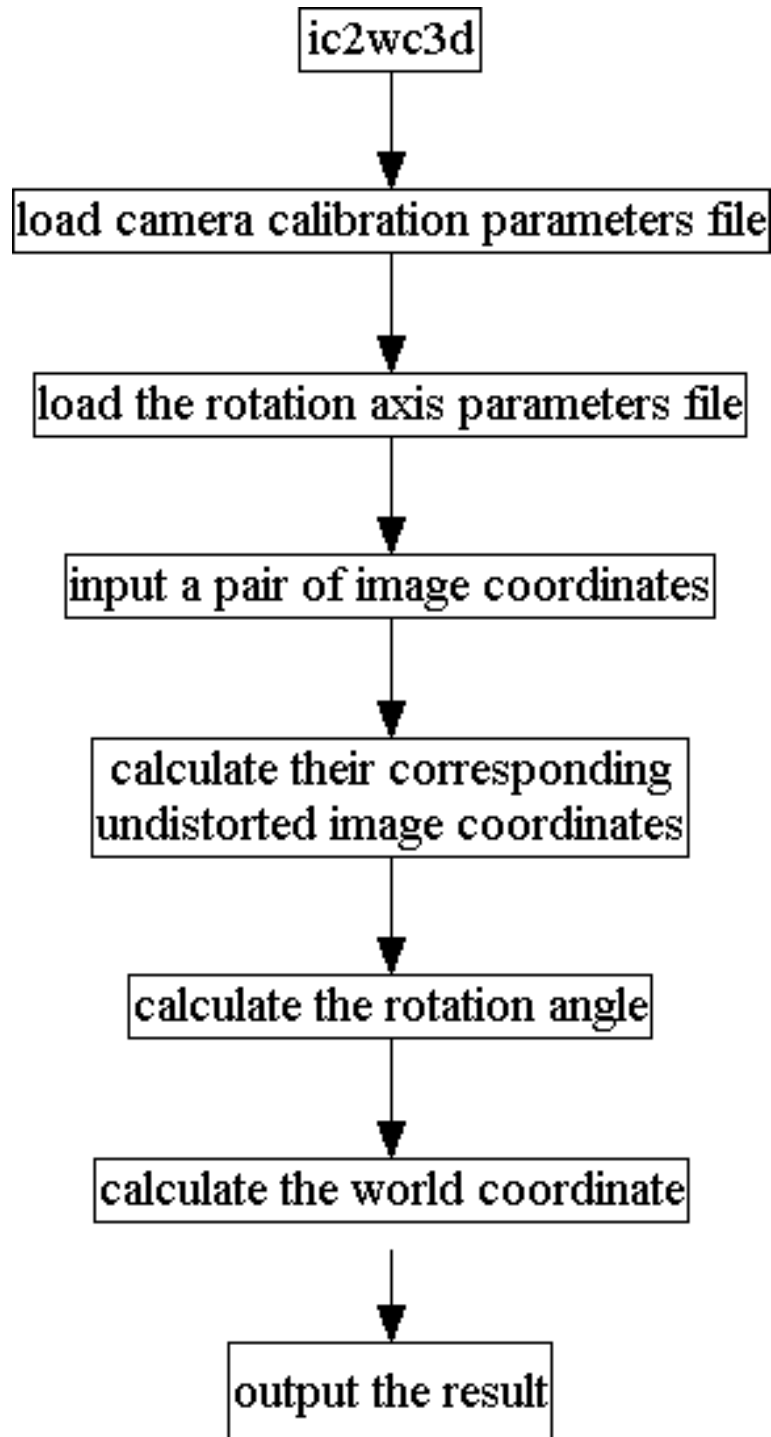 ic2wc3d
load camera calibration parameters file
load the rotation axis parameters file
input a pair of image coordinates
calculate their corresponding
undistorted image coordinates
calculate the rotation angle
calculate the world coordinate
output the result